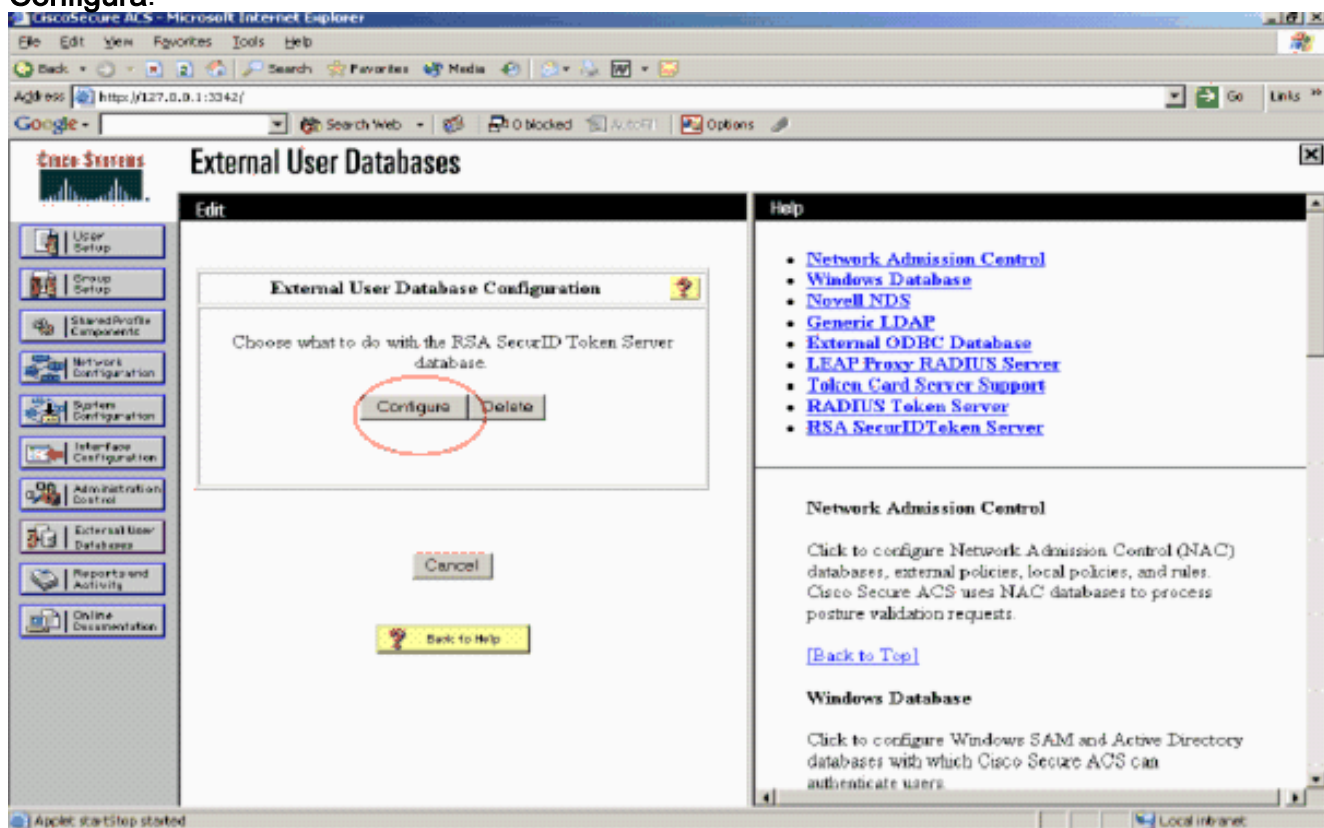 Configura.
CiscoSecure ACS - Microsoft Internet Explorer
File Edit View Favorites Tools Help
Back Search Favorites Media
Address http://127.0.0.1:3342/ Go Links »
Google - Search Web 0 blocked AutoFill Options
Cisco Systems
External User Databases
Edit
Help
User Setup
Group Setup
Shared Profile Components
Network Configuration
System Configuration
Interface Configuration
Administration Control
External User Databases
Reports and Activity
Online Documentation
External User Database Configuration
Choose what to do with the RSA SecurID Token Server
database.
Configure Delete
Cancel
Back to Help
• Network Admission Control
• Windows Database
• Novell NDS
• Generic LDAP
• External ODBC Database
• LEAP Proxy RADIUS Server
• Token Card Server Support
• RADIUS Token Server
• RSA SecurIDToken Server
Network Admission Control
Click to configure Network Admission Control (NAC)
databases, external policies, local policies, and rules.
Cisco Secure ACS uses NAC databases to process
posture validation requests.
[Back to Top]
Windows Database
Click to configure Windows SAM and Active Directory
databases with which Cisco Secure ACS can
authenticate users.
Applet startStop started
Local intranet